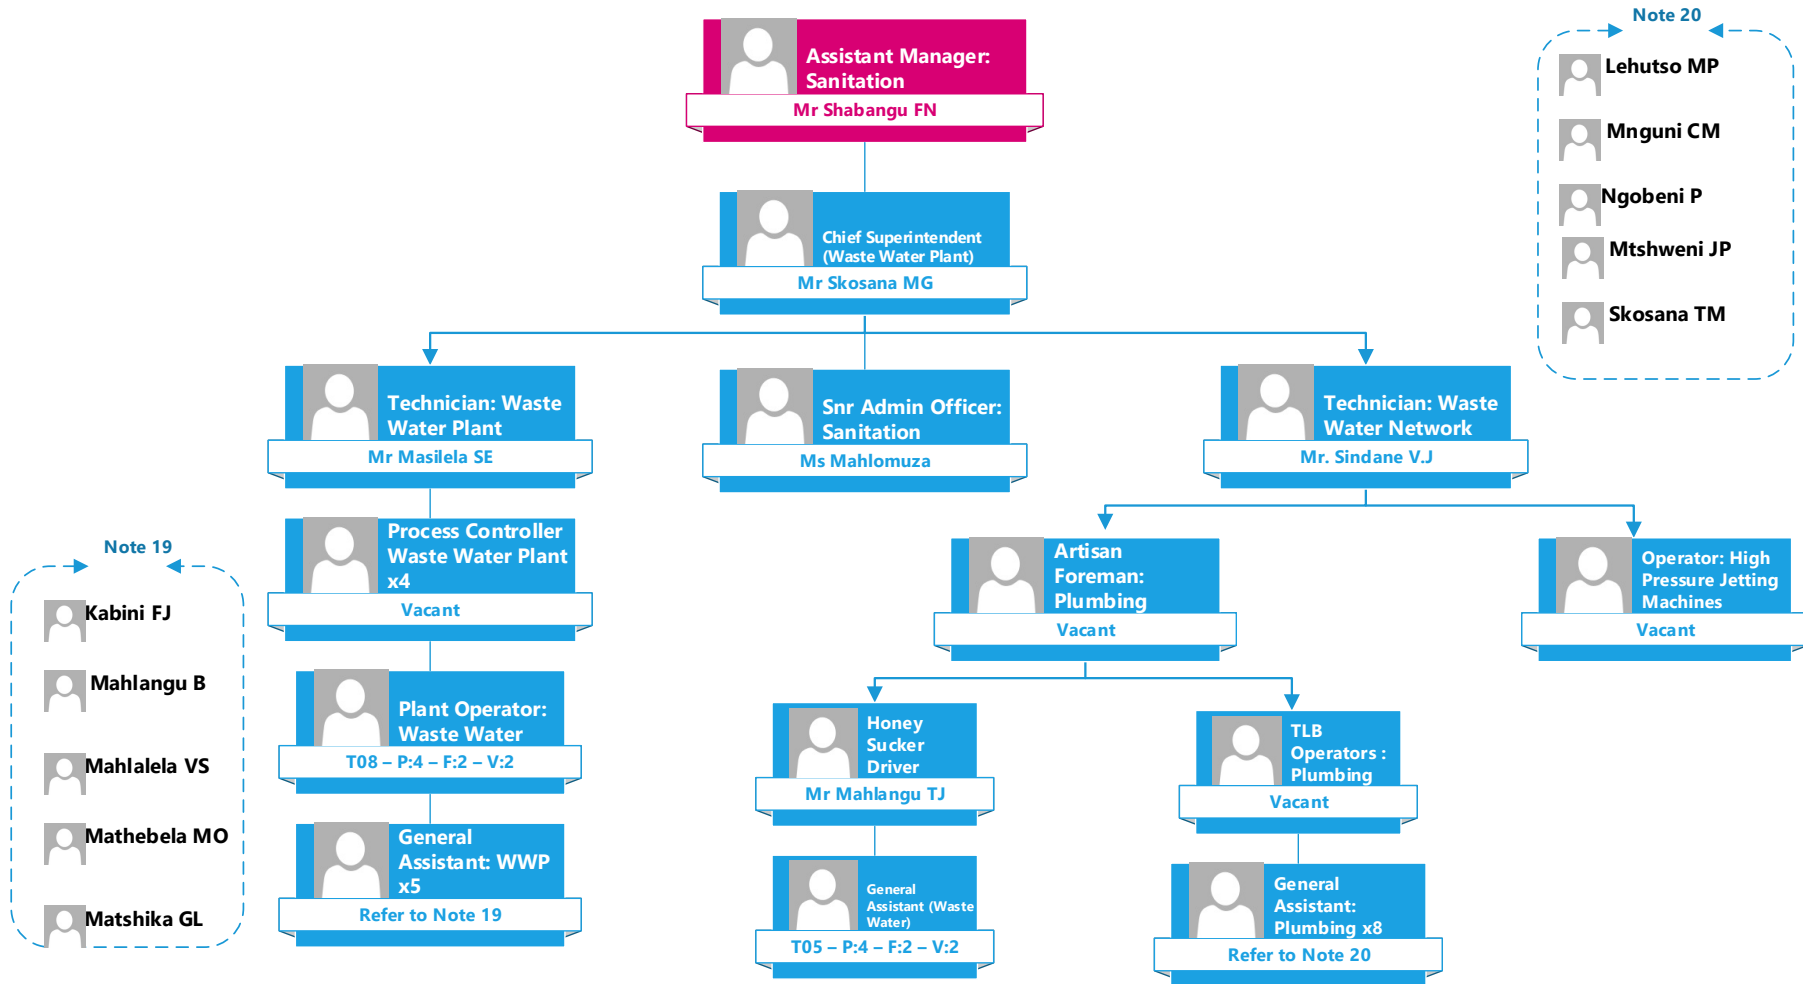 Note 20
Lehutso MP
Mnguni CM
Ngobeni P
Mtshweni JP
Skosana TM
Assistant Manager:
Sanitation
Mr Shabangu FN
Chief Superintendent
(Waste Water Plant)
Mr Skosana MG
Technician: Waste
Water Plant
Mr Masilela SE
Snr Admin Officer:
Sanitation
Ms Mahlomuza
Technician: Waste
Water Network
Mr. Sindane V.J
Process Controller
Waste Water Plant
x4
Vacant
Artisan
Foreman:
Plumbing
Vacant
Operator: High
Pressure Jetting
Machines
Vacant
Note 19
Kabini FJ
Mahlangu B
Mahlalela VS
Mathebela MO
Matshika GL
Plant Operator:
Waste Water
T08 – P:4 – F:2 – V:2
Honey
Sucker
Driver
Mr Mahlangu TJ
TLB
Operators :
Plumbing
Vacant
General
Assistant: WWP
x5
Refer to Note 19
General
Assistant (Waste
Water)
T05 – P:4 – F:2 – V:2
General
Assistant:
Plumbing x8
Refer to Note 20